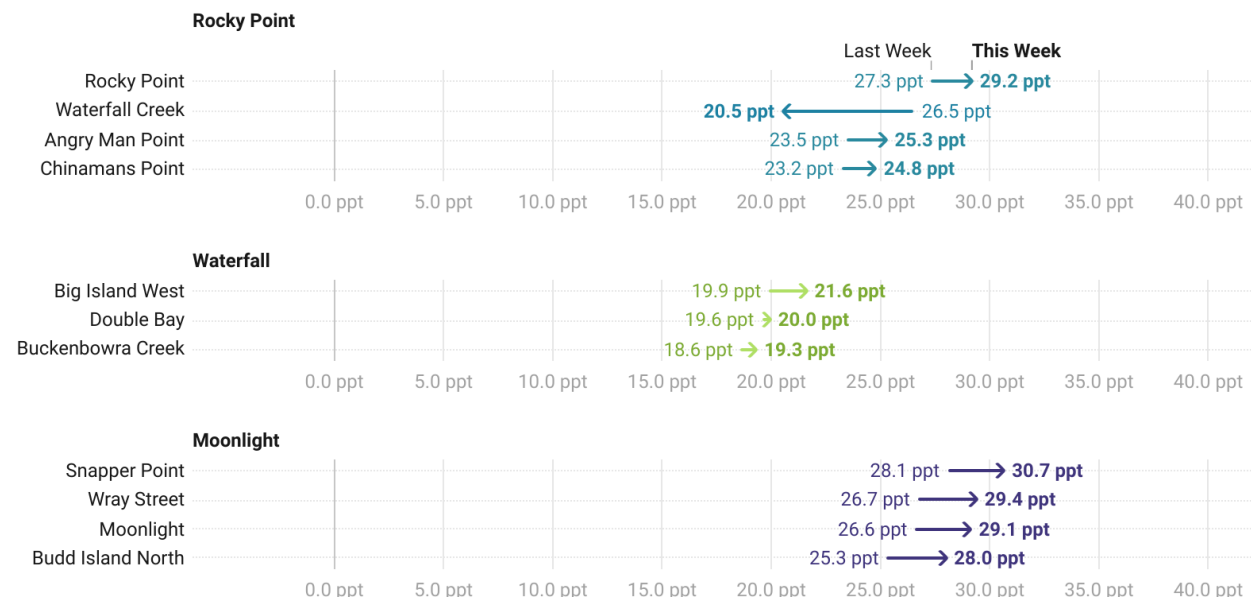 Rocky Point
Last Week This Week
Rocky Point 27.3 ppt 29.2 ppt
Waterfall Creek 20.5 ppt 26.5 ppt
Angry Man Point 23.5 ppt 25.3 ppt
Chinamans Point 23.2 ppt 24.8 ppt
0.0 ppt 5.0 ppt 10.0 ppt 15.0 ppt 20.0 ppt 25.0 ppt 30.0 ppt 35.0 ppt 40.0 ppt
Waterfall
Big Island West 19.9 ppt 21.6 ppt
Double Bay 19.6 ppt 20.0 ppt
Buckenbowra Creek 18.6 ppt 19.3 ppt
0.0 ppt 5.0 ppt 10.0 ppt 15.0 ppt 20.0 ppt 25.0 ppt 30.0 ppt 35.0 ppt 40.0 ppt
Moonlight
Snapper Point 28.1 ppt 30.7 ppt
Wray Street 26.7 ppt 29.4 ppt
Moonlight 26.6 ppt 29.1 ppt
Budd Island North 25.3 ppt 28.0 ppt
0.0 ppt 5.0 ppt 10.0 ppt 15.0 ppt 20.0 ppt 25.0 ppt 30.0 ppt 35.0 ppt 40.0 ppt